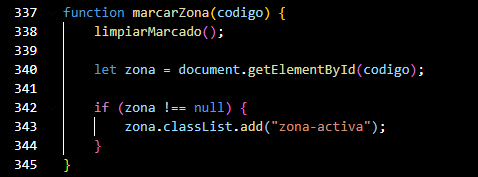 337 function marcarZona(codigo) {
338     limpiarMarcado();
339
340     let zona = document.getElementById(codigo);
341
342     if (zona !== null) {
343         zona.classList.add("zona-activa");
344     }
345 }